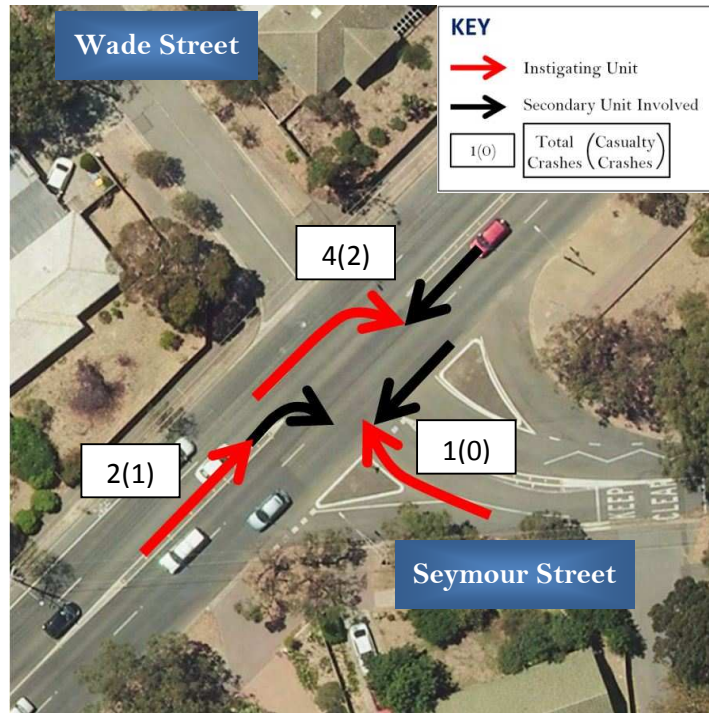 Wade Street
KEY
Instigating Unit
Secondary Unit Involved
1(0)
Total (Casualty
Crashes Crashes)
4(2)
2(1)
1(0)
KEEP
CLEAR
Seymour Street